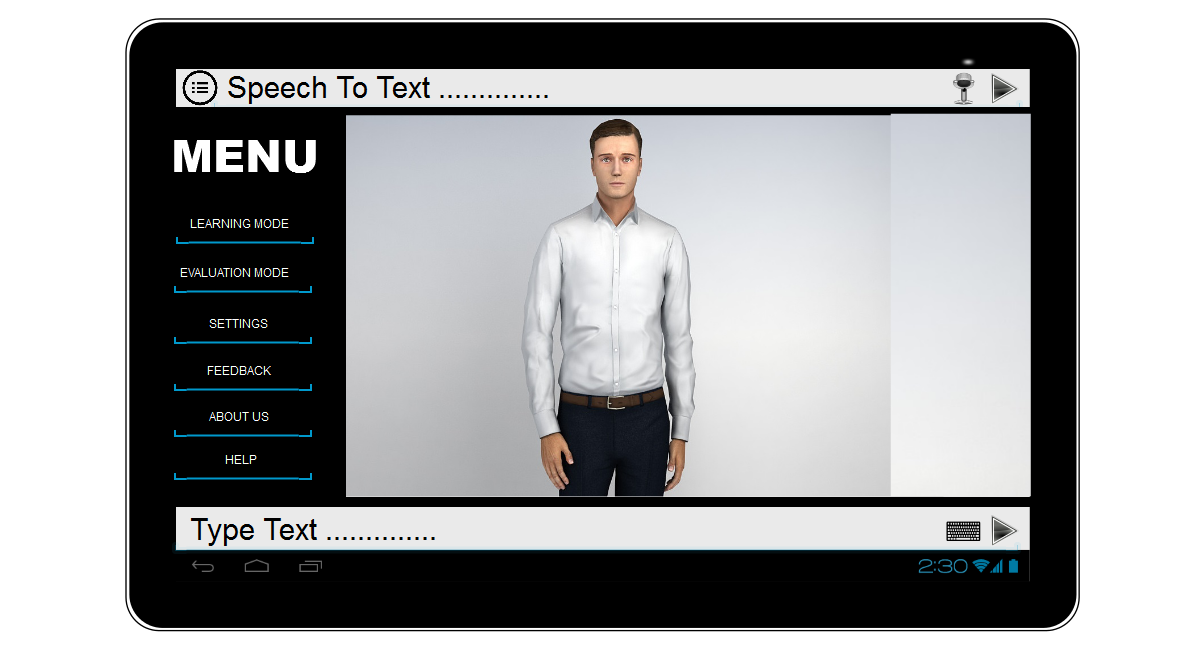 Speech To Text ..............
MENU
LEARNING MODE
EVALUATION MODE
SETTINGS
FEEDBACK
ABOUT US
HELP
Type Text ..............
2:30